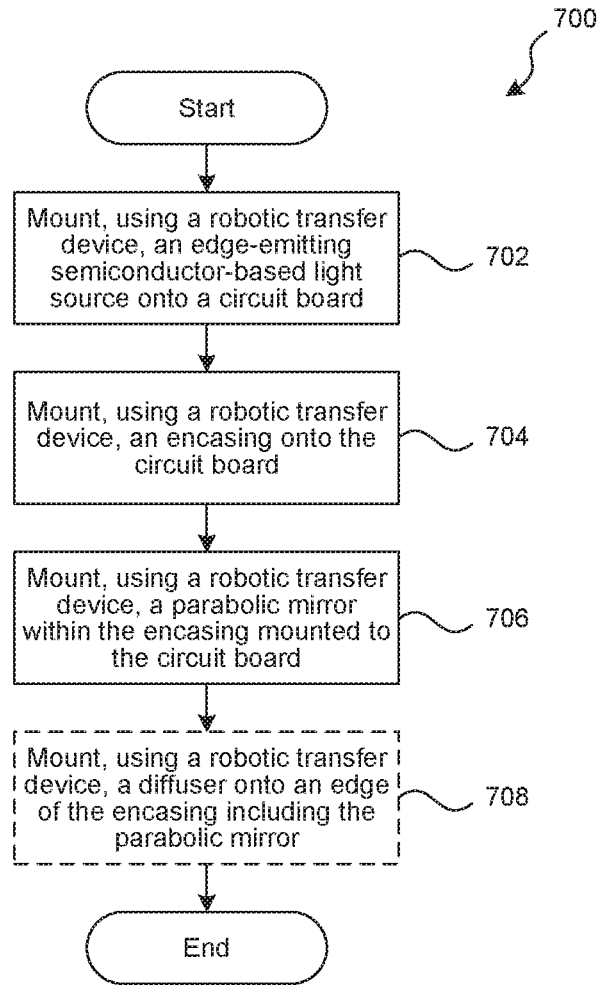 700
Start
Mount, using a robotic transfer
device, an edge-emitting
semiconductor-based light
source onto a circuit board
702
Mount, using a robotic transfer
device, an encasing onto the
circuit board
704
Mount, using a robotic transfer
device, a parabolic mirror
within the encasing mounted to
the circuit board
706
Mount, using a robotic transfer
device, a diffuser onto an edge
of the encasing including the
parabolic mirror
708
End